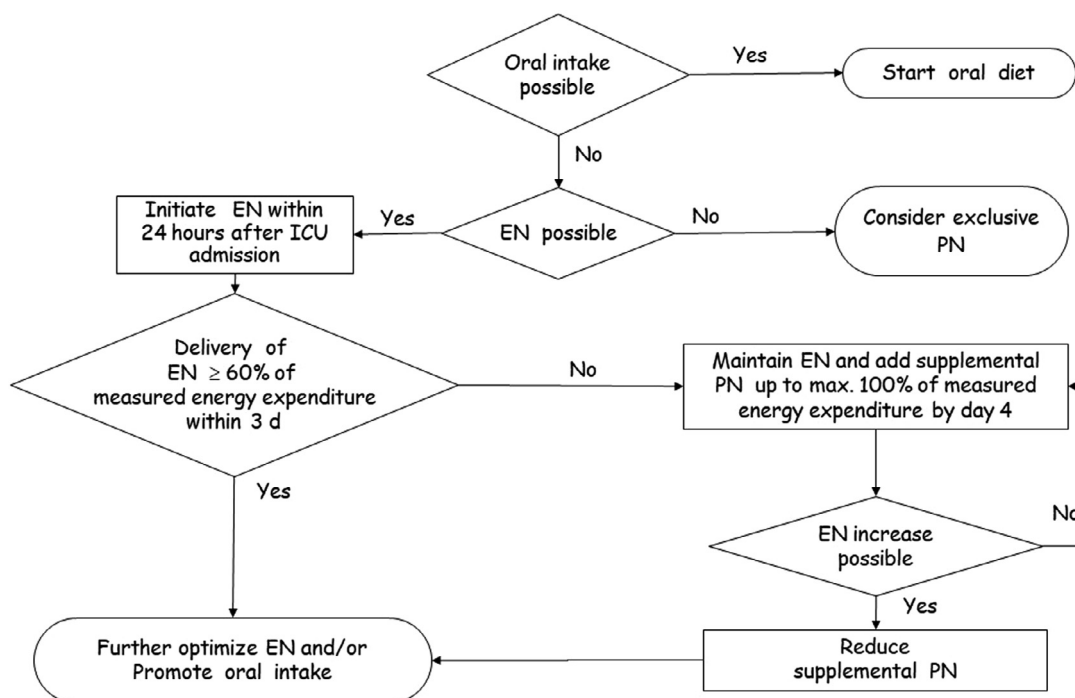 Oral intake
possible
Yes
Start oral diet
No
EN possible
Yes
Initiate EN within
24 hours after ICU
admission
No
Consider exclusive
PN
Delivery of
EN ≥ 60% of
measured energy expenditure
within 3 d
No
Maintain EN and add supplemental
PN up to max. 100% of measured
energy expenditure by day 4
Yes
EN increase
possible
No
Yes
Reduce
supplemental PN
Further optimize EN and/or
Promote oral intake